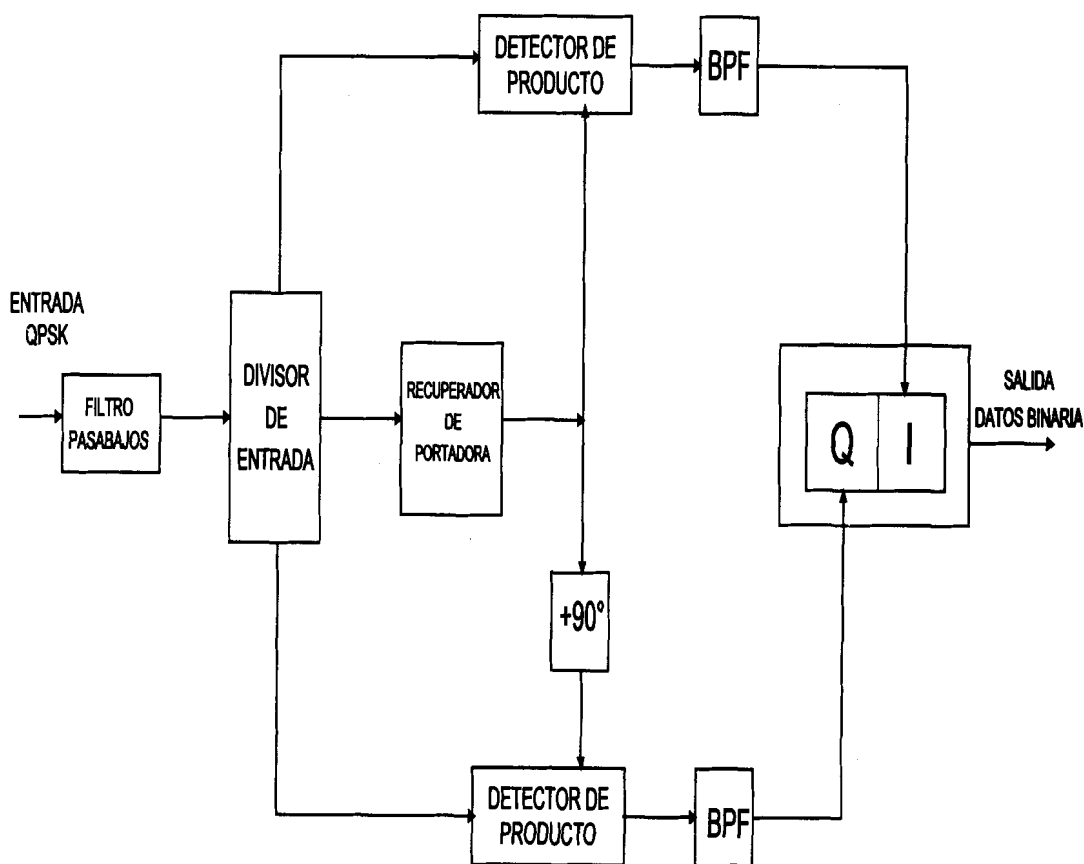 DETECTOR DE
PRODUCTO
BPF
ENTRADA
QPSK
FILTRO
PASABAJOS
DIVISOR
DE
ENTRADA
RECUPERADOR
DE
PORTADORA
Q I
SALIDA
DATOS BINARIA
+90°
DETECTOR DE
PRODUCTO
BPF